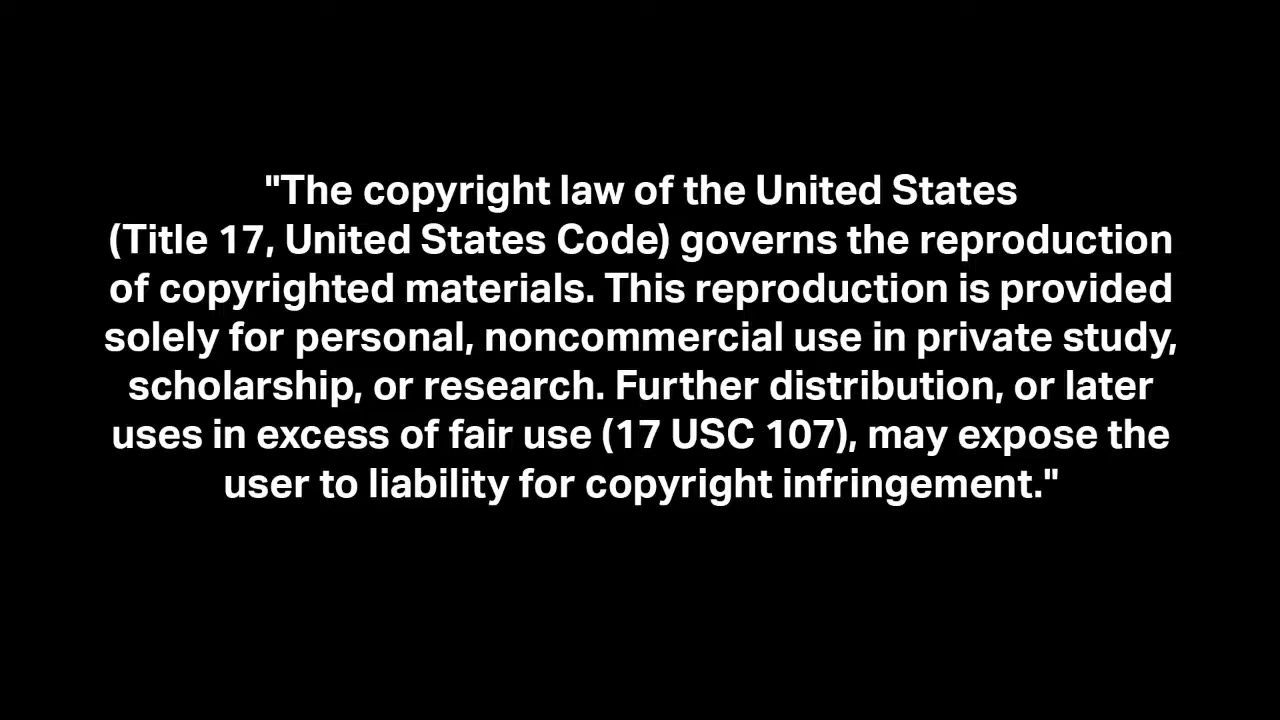 "The copyright law of the United States
(Title 17, United States Code) governs the reproduction
of copyrighted materials. This reproduction is provided
solely for personal, noncommercial use in private study,
scholarship, or research. Further distribution, or later
uses in excess of fair use (17 USC 107), may expose the
user to liability for copyright infringement."